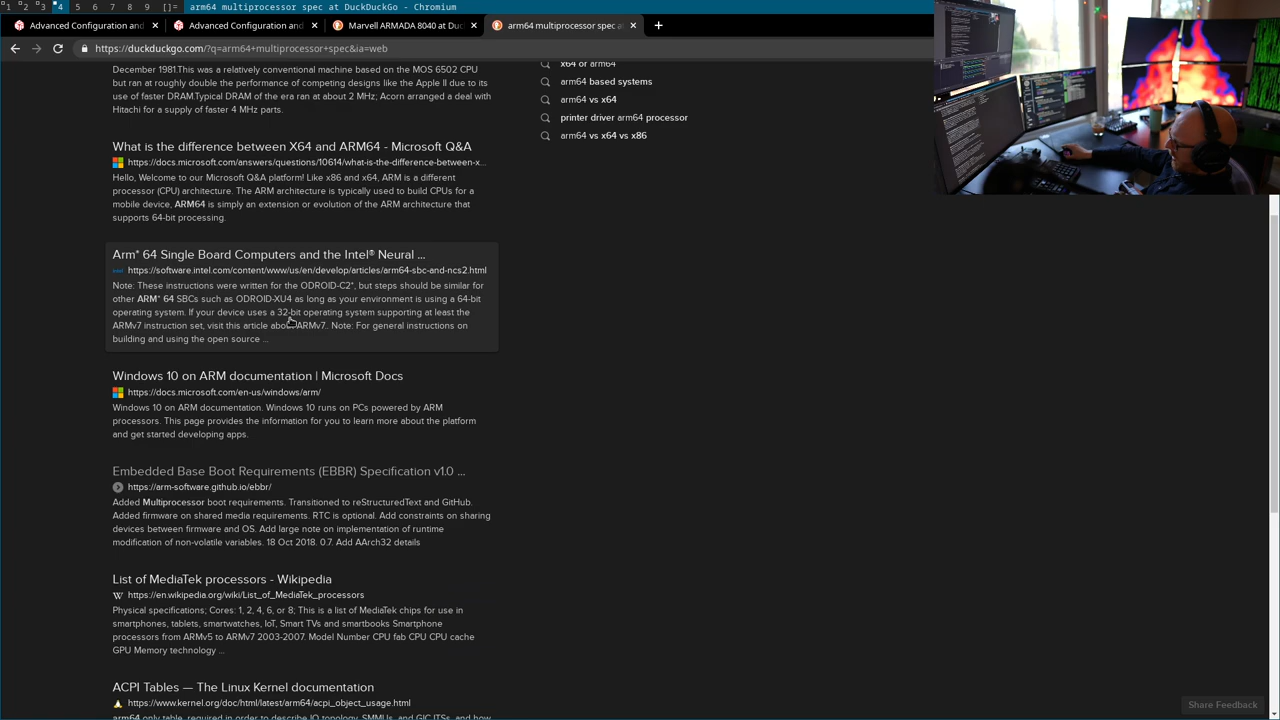 1 2 3 4 5 6 7 8 9 []= arm64 multiprocessor spec at DuckDuckGo - Chromium
Advanced Configuration and
Advanced Configuration and
Marvell ARMADA 8040 at Duc
arm64 multiprocessor spec a
https://duckduckgo.com/?q=arm64+multiprocessor+spec&ia=web
December 1981.This was a relatively conventional machine based on the MOS 6502 CPU
but ran at roughly double the performance of competing designs like the Apple II due to its
use of faster DRAM.Typical DRAM of the era ran at about 2 MHz; Acorn arranged a deal with
Hitachi for a supply of faster 4 MHz parts.
What is the difference between X64 and ARM64 - Microsoft Q&A
https://docs.microsoft.com/answers/questions/10614/what-is-the-difference-between-x...
Hello, Welcome to our Microsoft Q&A platform! Like x86 and x64, ARM is a different
processor (CPU) architecture. The ARM architecture is typically used to build CPUs for a
mobile device, ARM64 is simply an extension or evolution of the ARM architecture that
supports 64-bit processing.
Arm* 64 Single Board Computers and the Intel® Neural ...
https://software.intel.com/content/www/us/en/develop/articles/arm64-sbc-and-ncs2.html
Note: These instructions were written for the ODROID-C2*, but steps should be similar for
other ARM* 64 SBCs such as ODROID-XU4 as long as your environment is using a 64-bit
operating system. If your device uses a 32-bit operating system supporting at least the
ARMv7 instruction set, visit this article about ARMv7.. Note: For general instructions on
building and using the open source ...
Windows 10 on ARM documentation | Microsoft Docs
https://docs.microsoft.com/en-us/windows/arm/
Windows 10 on ARM documentation. Windows 10 runs on PCs powered by ARM
processors. This page provides the information for you to learn more about the platform
and get started developing apps.
Embedded Base Boot Requirements (EBBR) Specification v1.0 ...
https://arm-software.github.io/ebbr/
Added Multiprocessor boot requirements. Transitioned to reStructuredText and GitHub.
Added firmware on shared media requirements. RTC is optional. Add constraints on sharing
devices between firmware and OS. Add large note on implementation of runtime
modification of non-volatile variables. 18 Oct 2018. 0.7. Add AArch32 details
List of MediaTek processors - Wikipedia
https://en.wikipedia.org/wiki/List_of_MediaTek_processors
Physical specifications; Cores: 1, 2, 4, 6, or 8; This is a list of MediaTek chips for use in
smartphones, tablets, smartwatches, IoT, Smart TVs and smartbooks Smartphone
processors from ARMv5 to ARMv7 2003-2007. Model Number CPU fab CPU CPU cache
GPU Memory technology ...
ACPI Tables — The Linux Kernel documentation
https://www.kernel.org/doc/html/latest/arm64/acpi_object_usage.html
arm64 only table, required in order to describe IO topology, SMMUs, and GIC ITSs, and how
x64 or arm64
arm64 based systems
arm64 vs x64
printer driver arm64 processor
arm64 vs x64 vs x86
Share Feedback